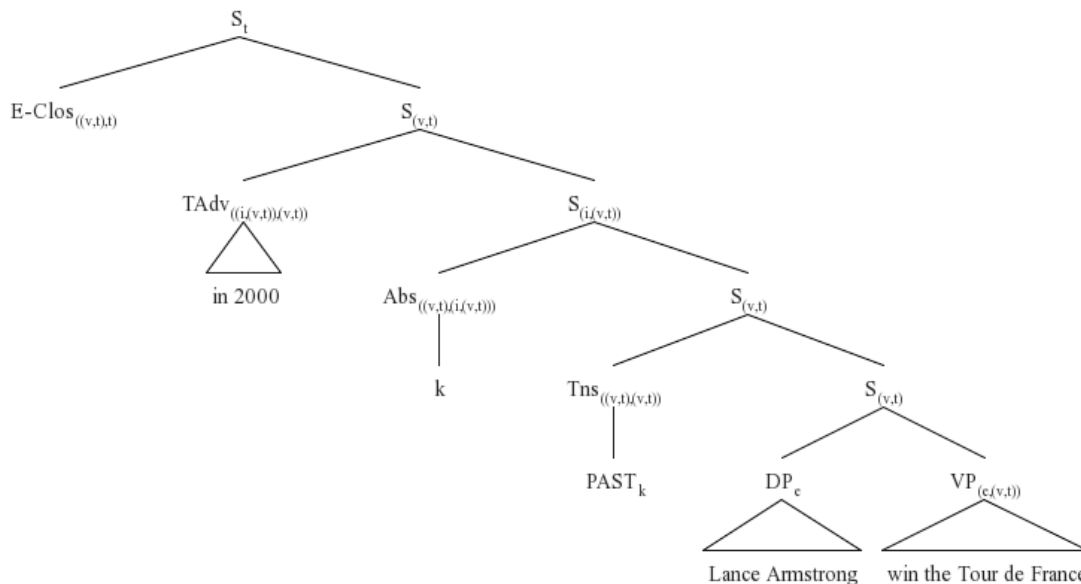 S_t
E-Clos_((v,t),t)
S_(v,t)
TAdv_((i,(v,t)),(v,t))
S_(i,(v,t))
in 2000
Abs_((v,t),(i,(v,t)))
S_(v,t)
k
Tns_((v,t),(v,t))
S_(v,t)
PAST_k
DP_e
VP_(e,(v,t))
Lance Armstrong
win the Tour de France